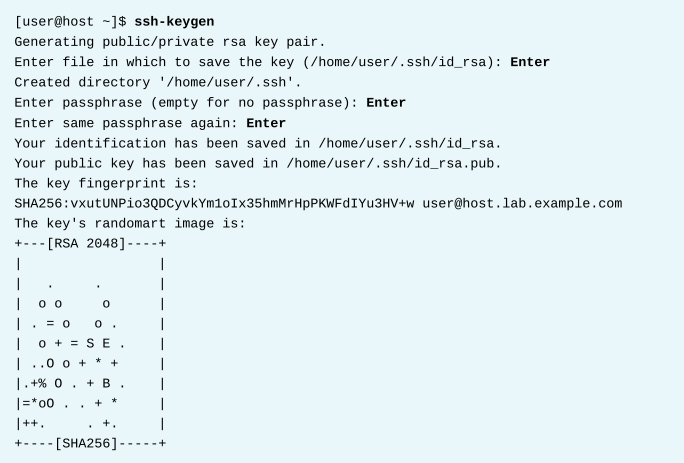 [user@host ~]$ ssh-keygen
Generating public/private rsa key pair.
Enter file in which to save the key (/home/user/.ssh/id_rsa): Enter
Created directory '/home/user/.ssh'.
Enter passphrase (empty for no passphrase): Enter
Enter same passphrase again: Enter
Your identification has been saved in /home/user/.ssh/id_rsa.
Your public key has been saved in /home/user/.ssh/id_rsa.pub.
The key fingerprint is:
SHA256:vxutUNPio3QDCyvkYm1oIx35hmMrHpPKWFdIYu3HV+w user@host.lab.example.com
The key's randomart image is:
+---[RSA 2048]----+
|                 |
|   .     .       |
|  o o     o      |
| . = o   o .     |
|  o + = S E .    |
| ..O o + * +     |
|.+% O . + B .    |
|=*oO . . + *     |
|++.     . +.     |
+----[SHA256]-----+